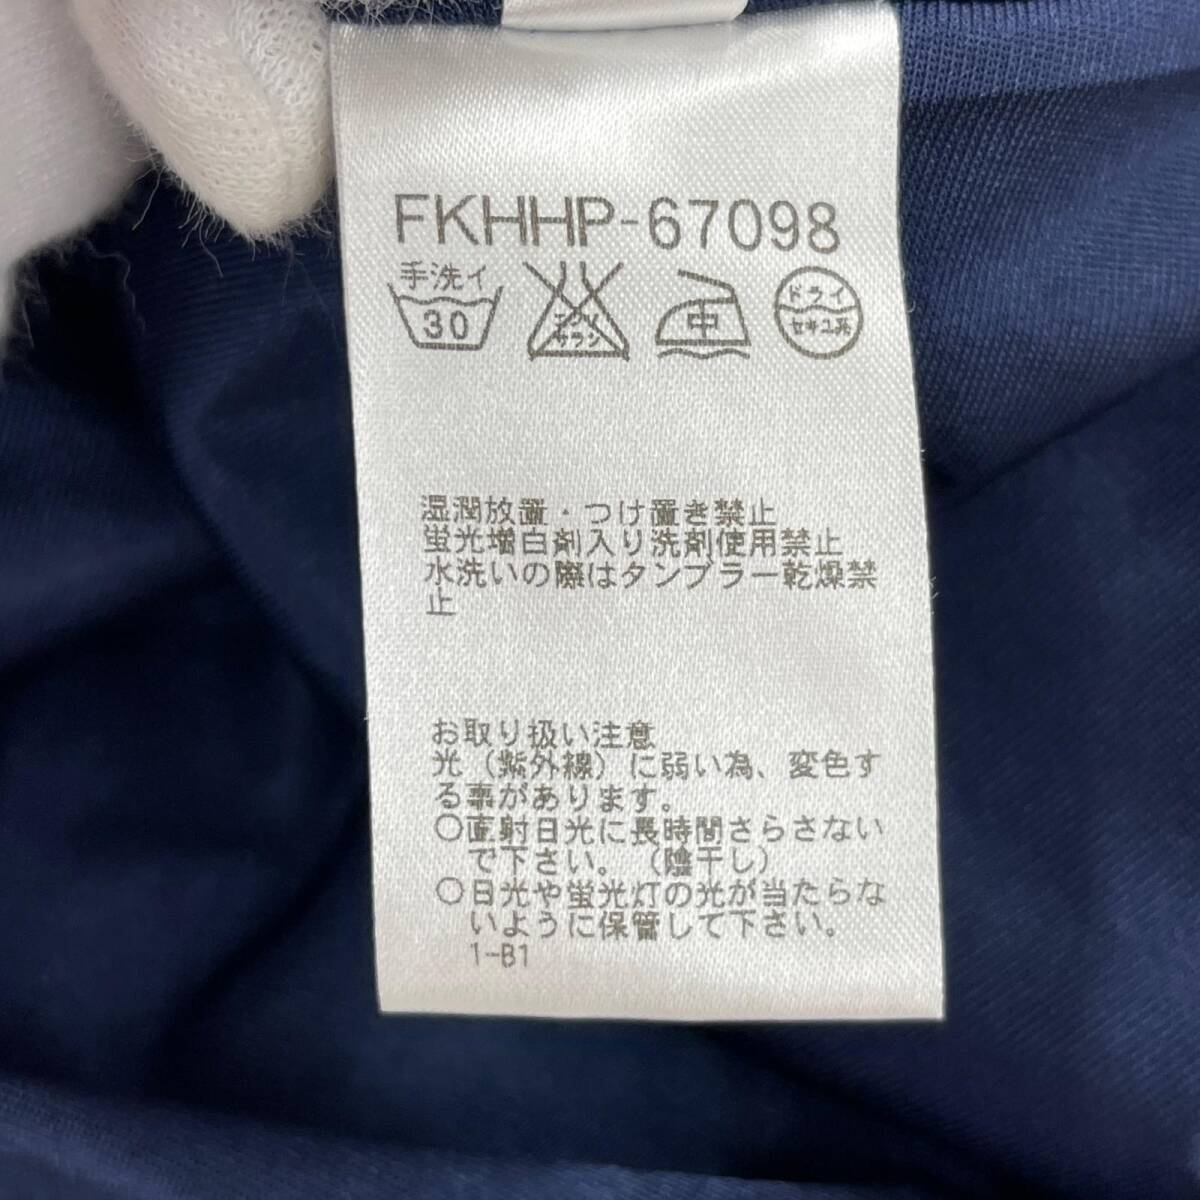 FKHHP-67098
手洗イ
30
エンソ
サラシ
中
ドライ
セキユ系
湿潤放置・つけ置き禁止
蛍光増白剤入り洗剤使用禁止
水洗いの際はタンブラー乾燥禁
止
お取り扱い注意
光(紫外線)に弱い為、変色す
る事があります。
○直射日光に長時間さらさない
で下さい。(陰干し)
○日光や蛍光灯の光が当たらな
いように保管して下さい。
1-B1